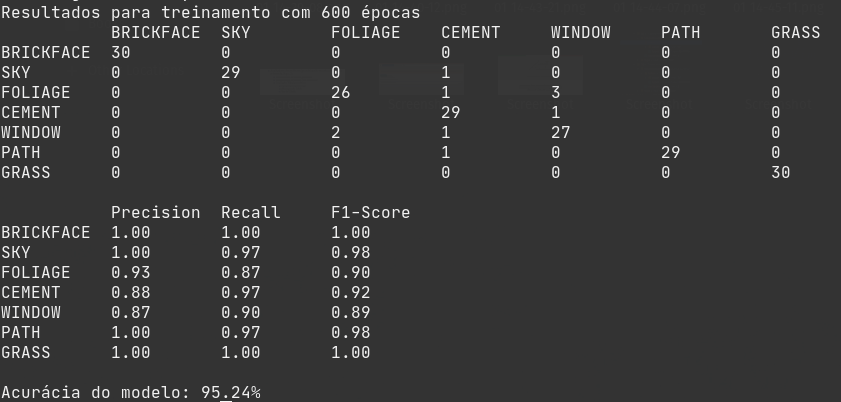 Resultados para treinamento com 600 épocas
BRICKFACE SKY FOLIAGE CEMENT WINDOW PATH GRASS
BRICKFACE 30 0 0 0 0 0 0
SKY 0 29 0 1 0 0 0
FOLIAGE 0 0 26 1 3 0 0
CEMENT 0 0 0 29 1 0 0
WINDOW 0 0 2 1 27 0 0
PATH 0 0 0 1 0 29 0
GRASS 0 0 0 0 0 0 30
Precision Recall F1-Score
BRICKFACE 1.00 1.00 1.00
SKY 1.00 0.97 0.98
FOLIAGE 0.93 0.87 0.90
CEMENT 0.88 0.97 0.92
WINDOW 0.87 0.90 0.89
PATH 1.00 0.97 0.98
GRASS 1.00 1.00 1.00
Acurácia do modelo: 95.24%